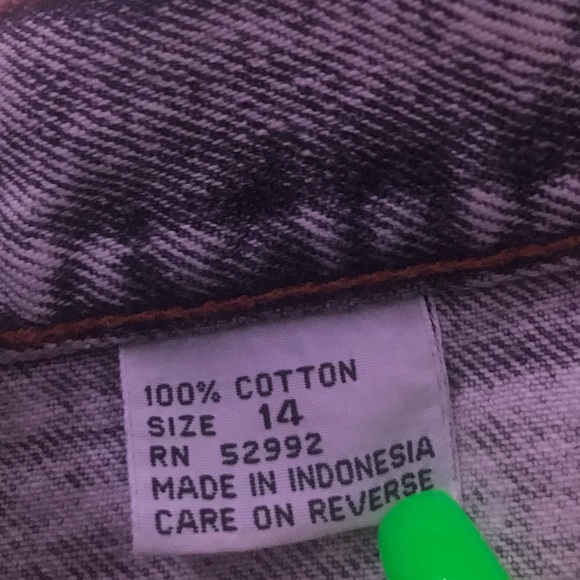 100% COTTON
SIZE 14
RN 52992
MADE IN INDONESIA
CARE ON REVERSE